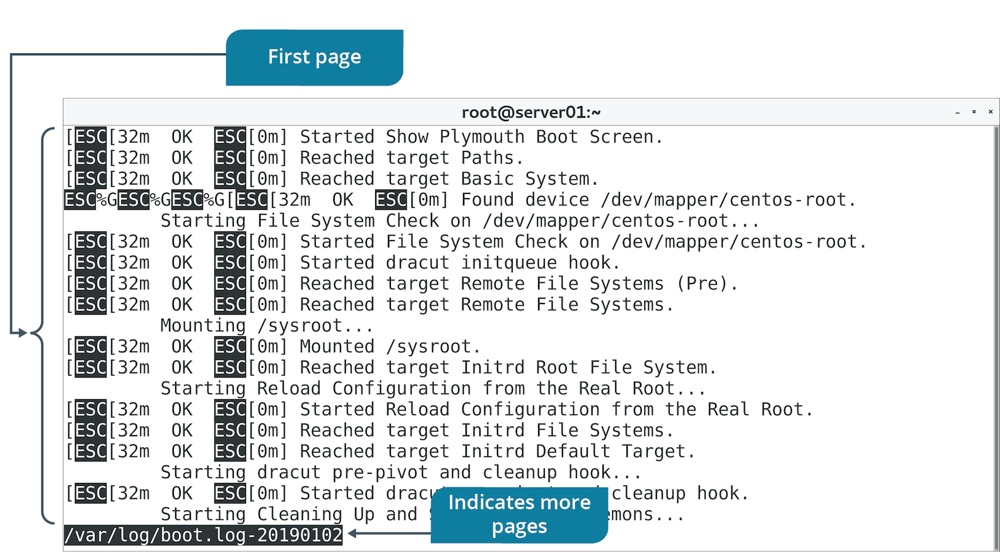 First page
root@server01:~
[ESC[32m  OK  ESC[0m] Started Show Plymouth Boot Screen.
[ESC[32m  OK  ESC[0m] Reached target Paths.
[ESC[32m  OK  ESC[0m] Reached target Basic System.
ESC%GESC%GESC%G[ESC[32m  OK  ESC[0m] Found device /dev/mapper/centos-root.
         Starting File System Check on /dev/mapper/centos-root...
[ESC[32m  OK  ESC[0m] Started File System Check on /dev/mapper/centos-root.
[ESC[32m  OK  ESC[0m] Started dracut initqueue hook.
[ESC[32m  OK  ESC[0m] Reached target Remote File Systems (Pre).
[ESC[32m  OK  ESC[0m] Reached target Remote File Systems.
         Mounting /sysroot...
[ESC[32m  OK  ESC[0m] Mounted /sysroot.
[ESC[32m  OK  ESC[0m] Reached target Initrd Root File System.
         Starting Reload Configuration from the Real Root...
[ESC[32m  OK  ESC[0m] Started Reload Configuration from the Real Root.
[ESC[32m  OK  ESC[0m] Reached target Initrd File Systems.
[ESC[32m  OK  ESC[0m] Reached target Initrd Default Target.
         Starting dracut pre-pivot and cleanup hook...
[ESC[32m  OK  ESC[0m] Started cleanup hook.
         Starting Cleaning Up and
/var/log/boot.log-20190102
Indicates more
pages